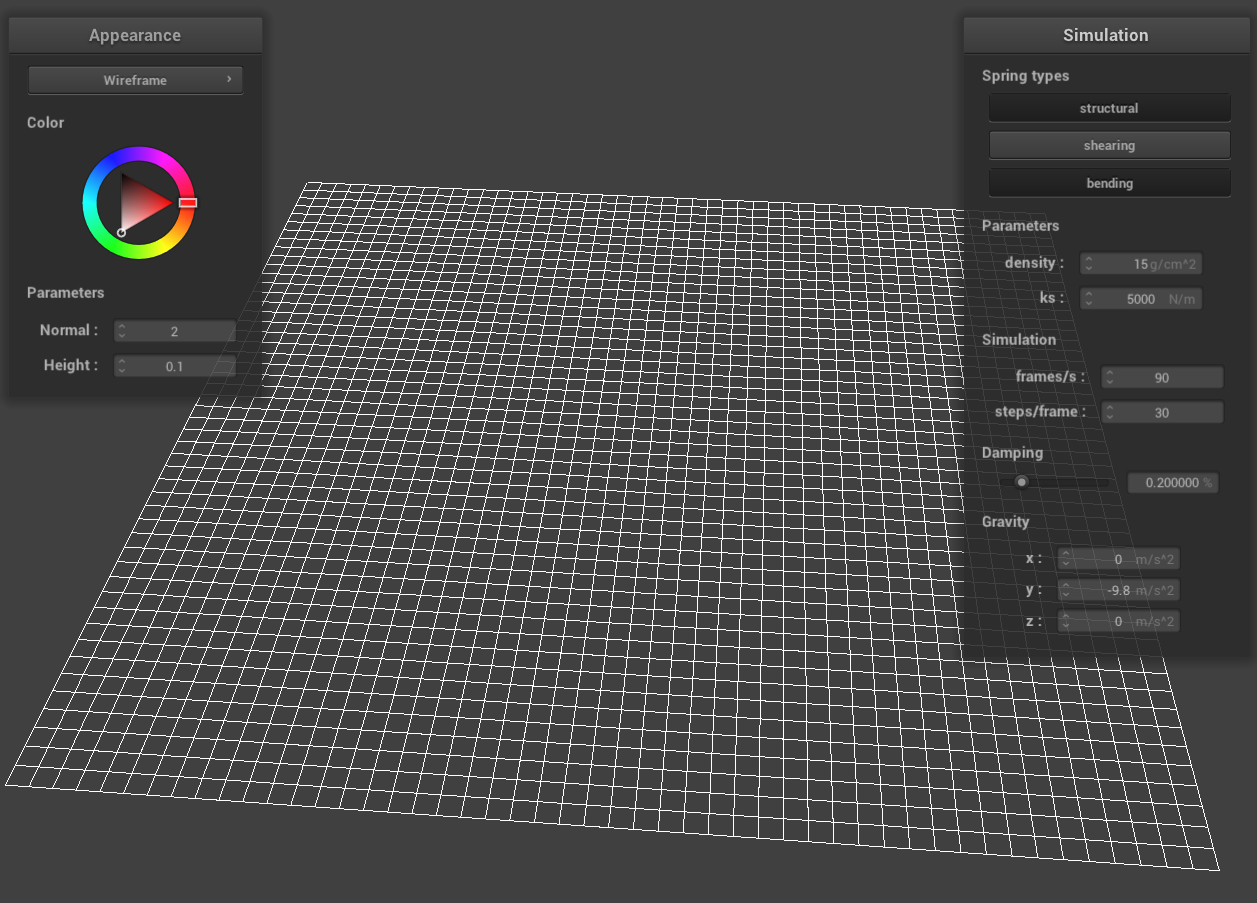 Appearance
Wireframe
Color
Parameters
Normal : 2
Height : 0.1
Simulation
Spring types
structural
shearing
bending
Parameters
density : 15 g/cm^2
ks : 5000 N/m
Simulation
frames/s : 90
steps/frame : 30
Damping
0.200000 %
Gravity
x : 0 m/s^2
y : -9.8 m/s^2
z : 0 m/s^2